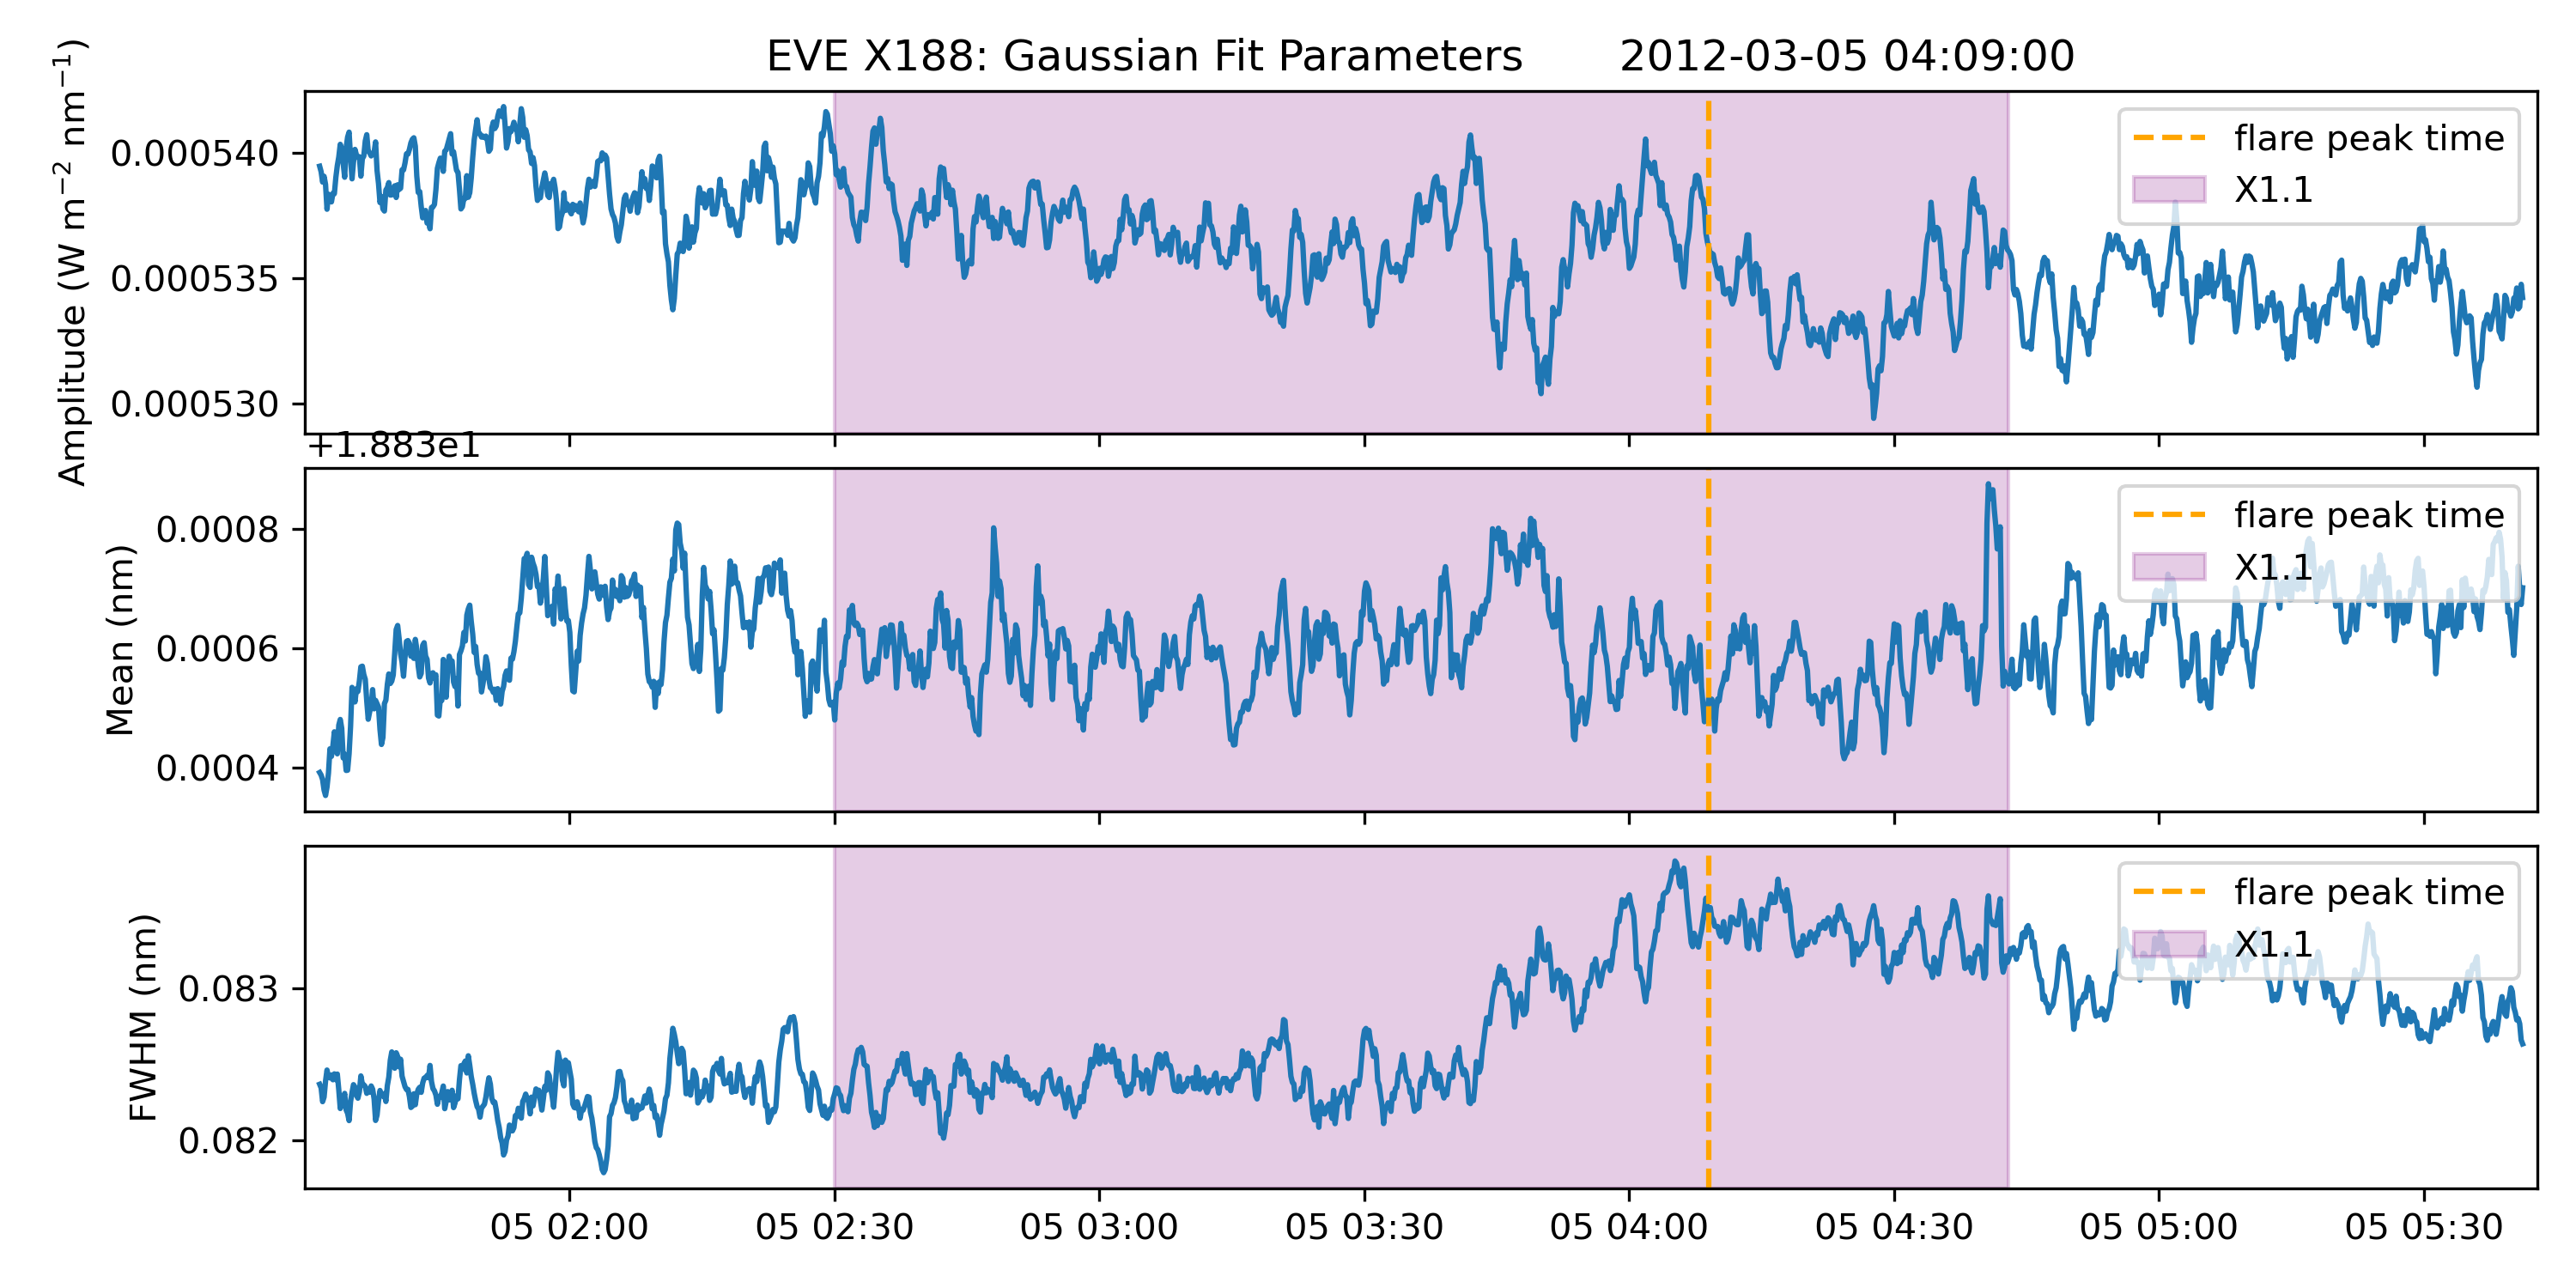 EVE X188: Gaussian Fit Parameters 2012-03-05 04:09:00
Amplitude (W m⁻² nm⁻¹)
0.000540
0.000535
0.000530
flare peak time
X1.1
+1.883e1
Mean (nm)
0.0008
0.0006
0.0004
flare peak time
X1.1
FWHM (nm)
0.083
0.082
flare peak time
X1.1
05 02:00 05 02:30 05 03:00 05 03:30 05 04:00 05 04:30 05 05:00 05 05:30